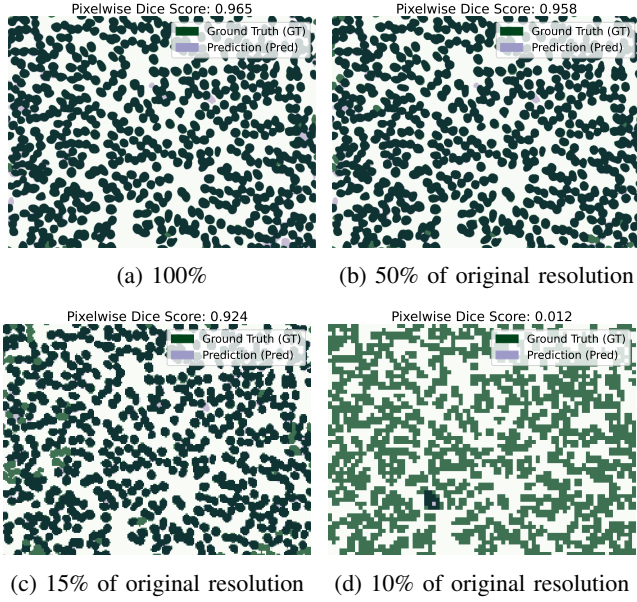 Pixelwise Dice Score: 0.965
Ground Truth (GT)
Prediction (Pred)
(a) 100%
Pixelwise Dice Score: 0.958
Ground Truth (GT)
Prediction (Pred)
(b) 50% of original resolution
Pixelwise Dice Score: 0.924
Ground Truth (GT)
Prediction (Pred)
(c) 15% of original resolution
Pixelwise Dice Score: 0.012
Ground Truth (GT)
Prediction (Pred)
(d) 10% of original resolution